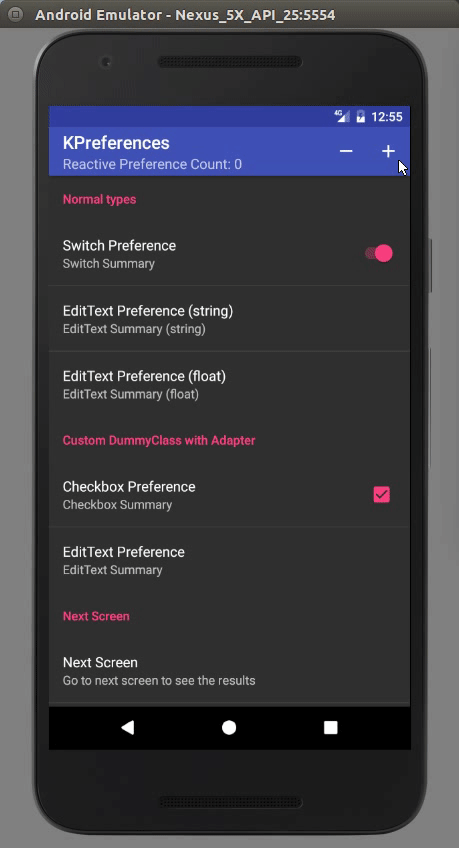 Android Emulator - Nexus_5X_API_25:5554
4G 12:55
KPreferences
Reactive Preference Count: 0
Normal types
Switch Preference
Switch Summary
EditText Preference (string)
EditText Summary (string)
EditText Preference (float)
EditText Summary (float)
Custom DummyClass with Adapter
Checkbox Preference
Checkbox Summary
EditText Preference
EditText Summary
Next Screen
Next Screen
Go to next screen to see the results